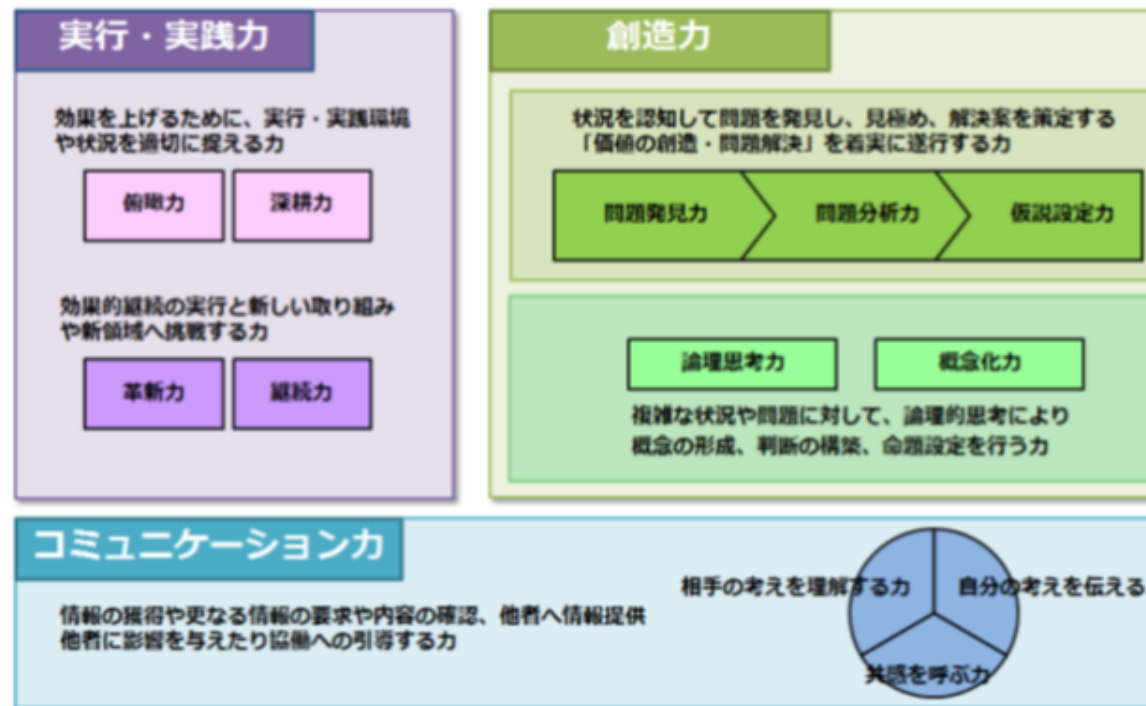 実行・実践力
効果を上げるために、実行・実践環境
や状況を適切に捉える力
俯瞰力
深耕力
効果的継続の実行と新しい取り組み
や新領域へ挑戦する力
革新力
継続力
創造力
状況を認知して問題を発見し、見極め、解決案を策定する
「価値の創造・問題解決」を着実に遂行する力
問題発見力
問題分析力
仮説設定力
論理思考力
概念化力
複雑な状況や問題に対して、論理的思考により
概念の形成、判断の構築、命題設定を行う力
コミュニケーション力
情報の獲得や更なる情報の要求や内容の確認、他者へ情報提供
他者に影響を与えたり協働への引導する力
相手の考えを理解する力
自分の考えを伝える
共感を呼ぶ力